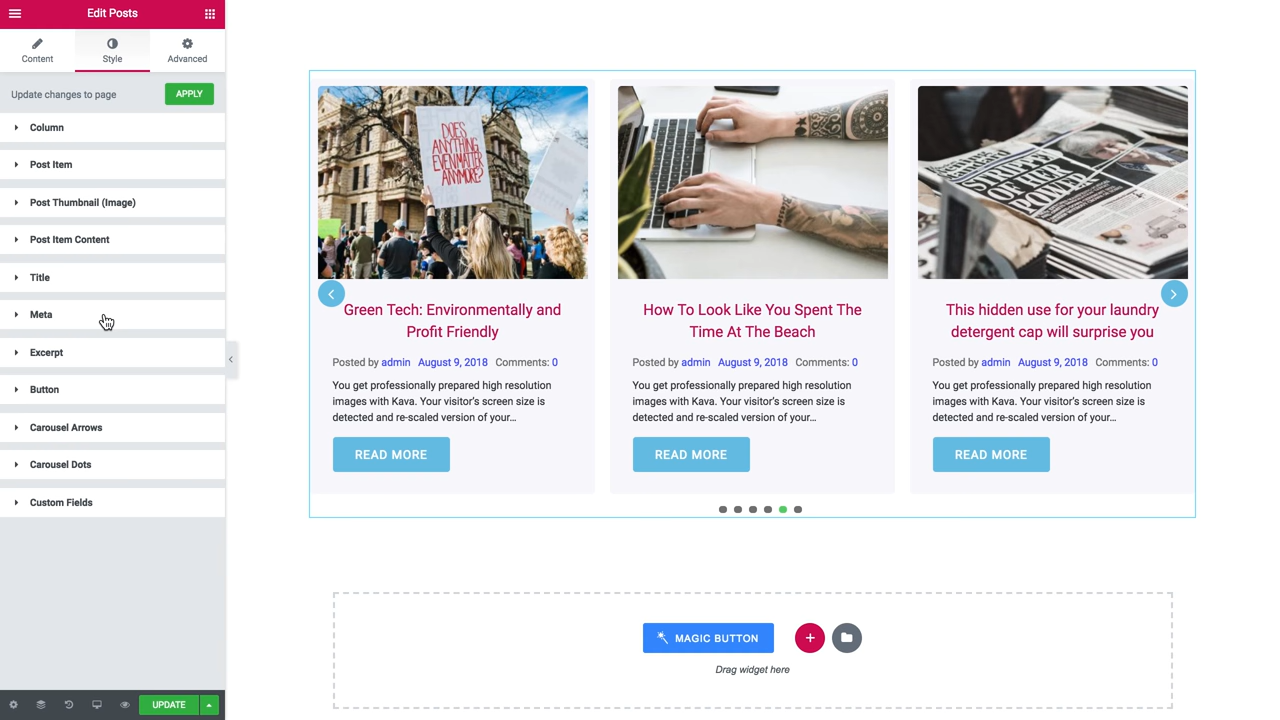 Edit Posts
Content
Style
Advanced
Update changes to page
APPLY
Column
Post Item
Post Thumbnail (Image)
Post Item Content
Title
Meta
Excerpt
Button
Carousel Arrows
Carousel Dots
Custom Fields
UPDATE
DOES
ANYTHING
EVEN MATTER
ANYMORE?
Green Tech: Environmentally and
Profit Friendly
Posted by admin August 9, 2018 Comments: 0
You get professionally prepared high resolution
images with Kava. Your visitor's screen size is
detected and re-scaled version of your...
READ MORE
How To Look Like You Spent The
Time At The Beach
Posted by admin August 9, 2018 Comments: 0
You get professionally prepared high resolution
images with Kava. Your visitor's screen size is
detected and re-scaled version of your...
READ MORE
OF HER
POWER
This hidden use for your laundry
detergent cap will surprise you
Posted by admin August 9, 2018 Comments: 0
You get professionally prepared high resolution
images with Kava. Your visitor's screen size is
detected and re-scaled version of your...
READ MORE
MAGIC BUTTON
Drag widget here